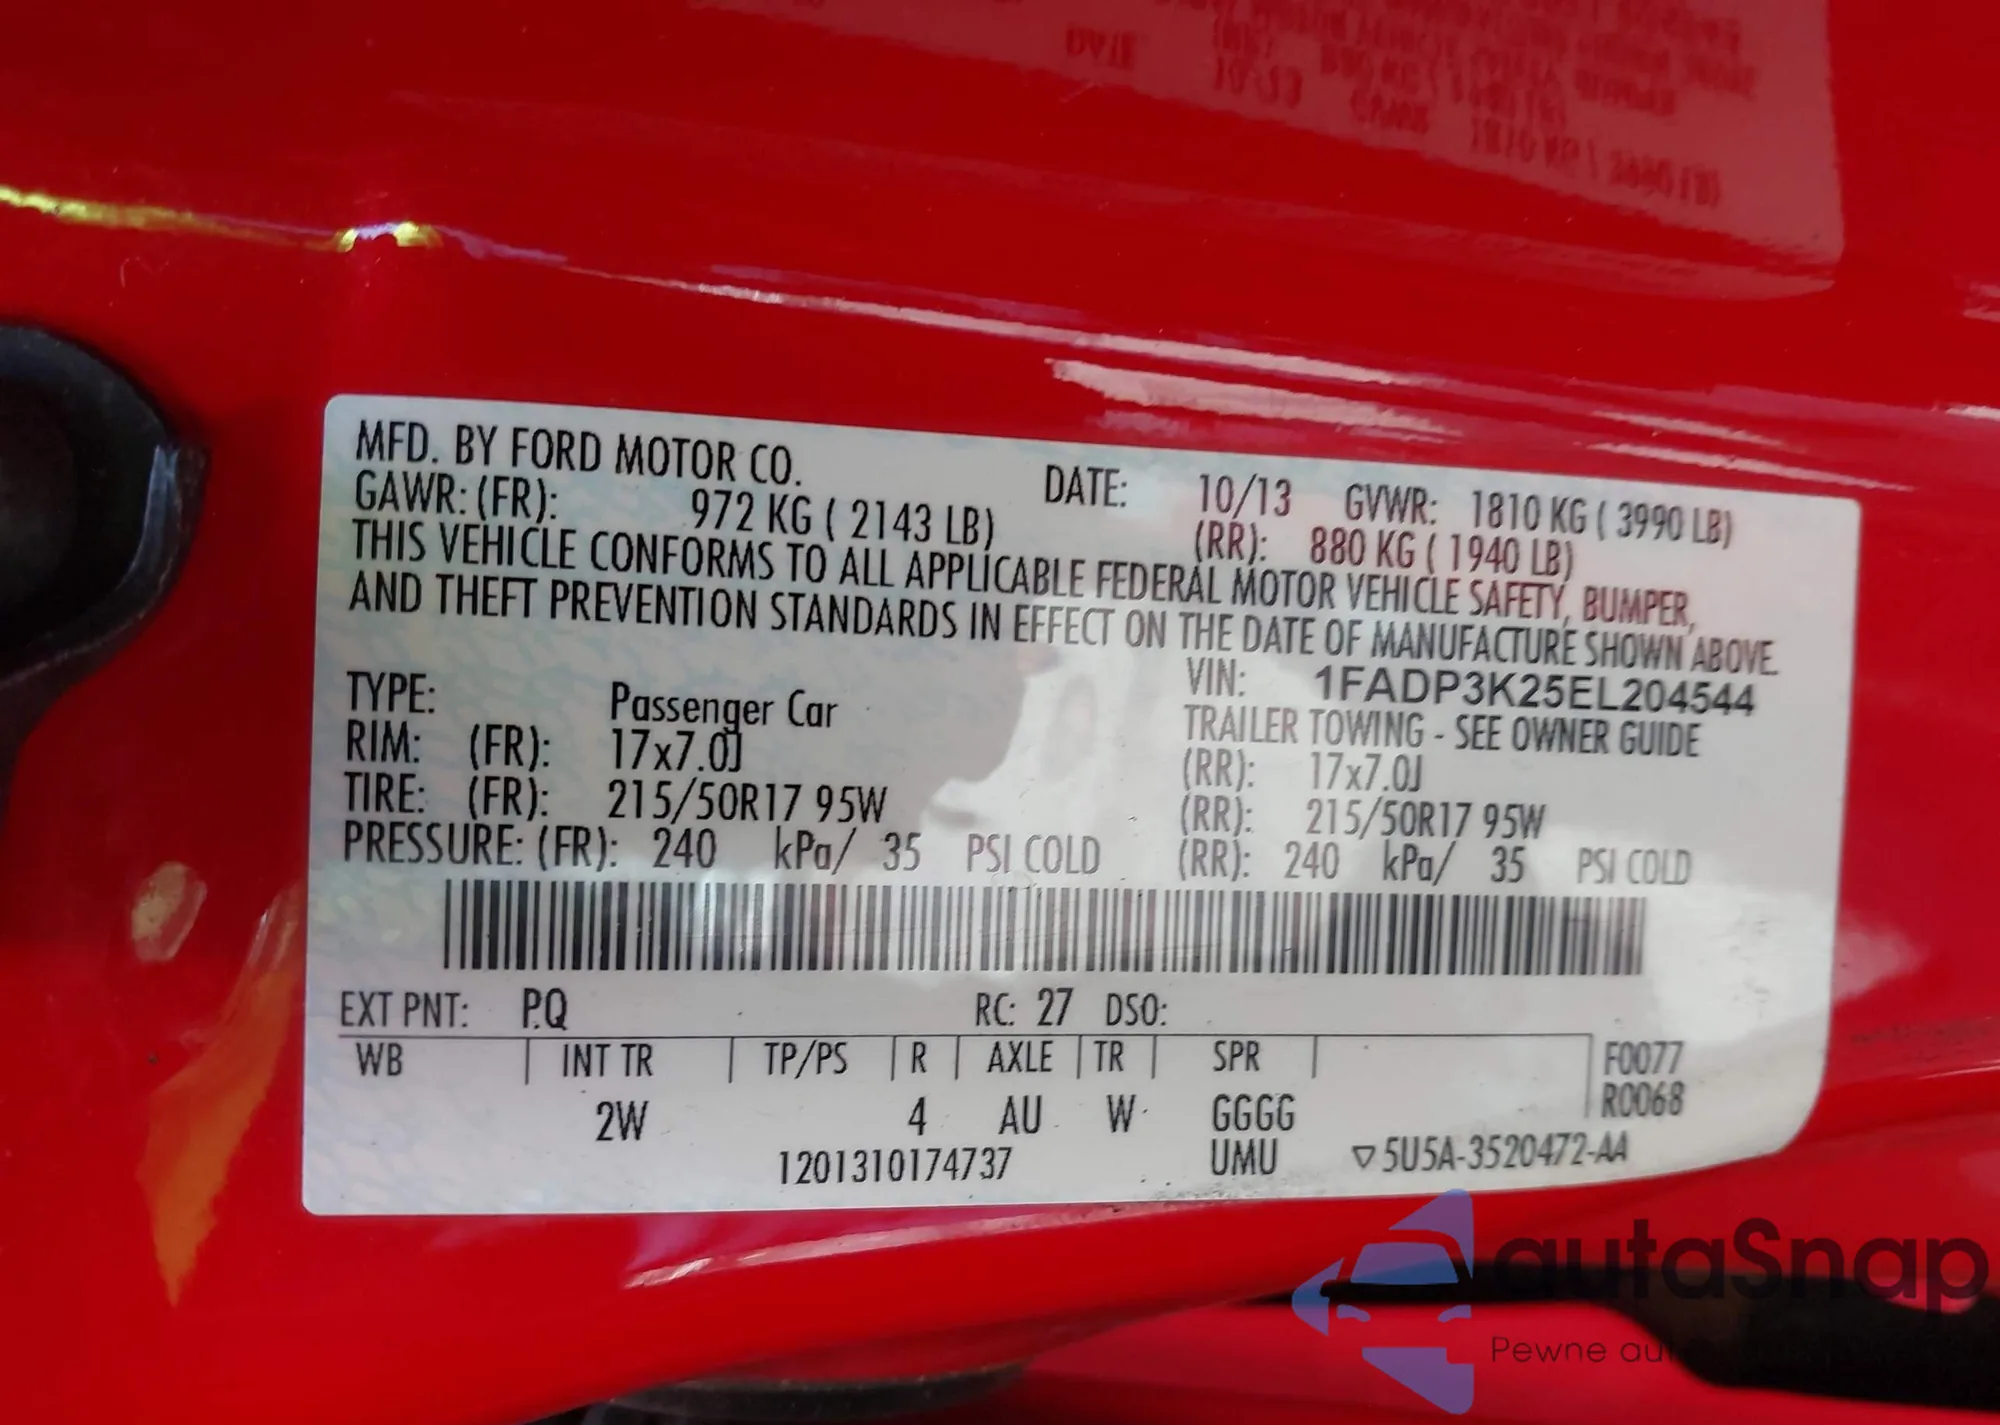 MFD. BY FORD MOTOR CO. DATE: 10/13 GVWR: 1810 KG ( 3990 LB)
GAWR: (FR): 972 KG ( 2143 LB) (RR): 880 KG ( 1940 LB)
THIS VEHICLE CONFORMS TO ALL APPLICABLE FEDERAL MOTOR VEHICLE SAFETY, BUMPER,
AND THEFT PREVENTION STANDARDS IN EFFECT ON THE DATE OF MANUFACTURE SHOWN ABOVE.
VIN: 1FADP3K25EL204544
TYPE: Passenger Car TRAILER TOWING - SEE OWNER GUIDE
RIM: (FR): 17x7.0J (RR): 17x7.0J
TIRE: (FR): 215/50R17 95W (RR): 215/50R17 95W
PRESSURE: (FR): 240 kPa/ 35 PSI COLD (RR): 240 kPa/ 35 PSI COLD
EXT PNT: PQ RC: 27 DSO:
WB INT TR TP/PS R AXLE TR SPR F0077
R0068
2W 4 AU W GGGG
1201310174737 UMU ▽5U5A-3520472-AA
autaSnap
Pewne